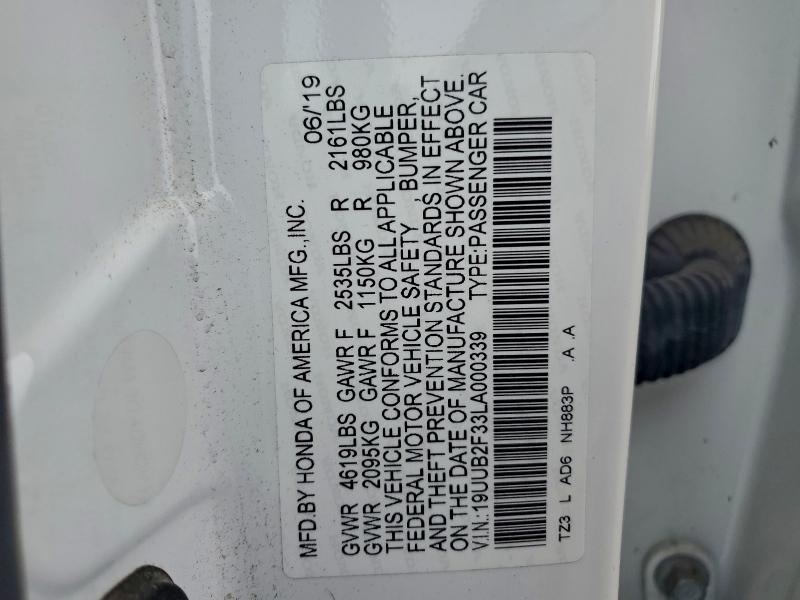 MFD.BY HONDA OF AMERICA MFG.,INC. 06/'19
GVWR 4619LBS GAWR F 2535LBS R 2161LBS
GVWR 2095KG GAWR F 1150KG R 980KG
THIS VEHICLE CONFORMS TO ALL APPLICABLE
FEDERAL MOTOR VEHICLE SAFETY, BUMPER,
AND THEFT PREVENTION STANDARDS IN EFFECT
ON THE DATE OF MANUFACTURE SHOWN ABOVE.
V.I.N.:19UUB2F33LA000339 TYPE:PASSENGER CAR
TZ3 L AD6 NH883P .A .A